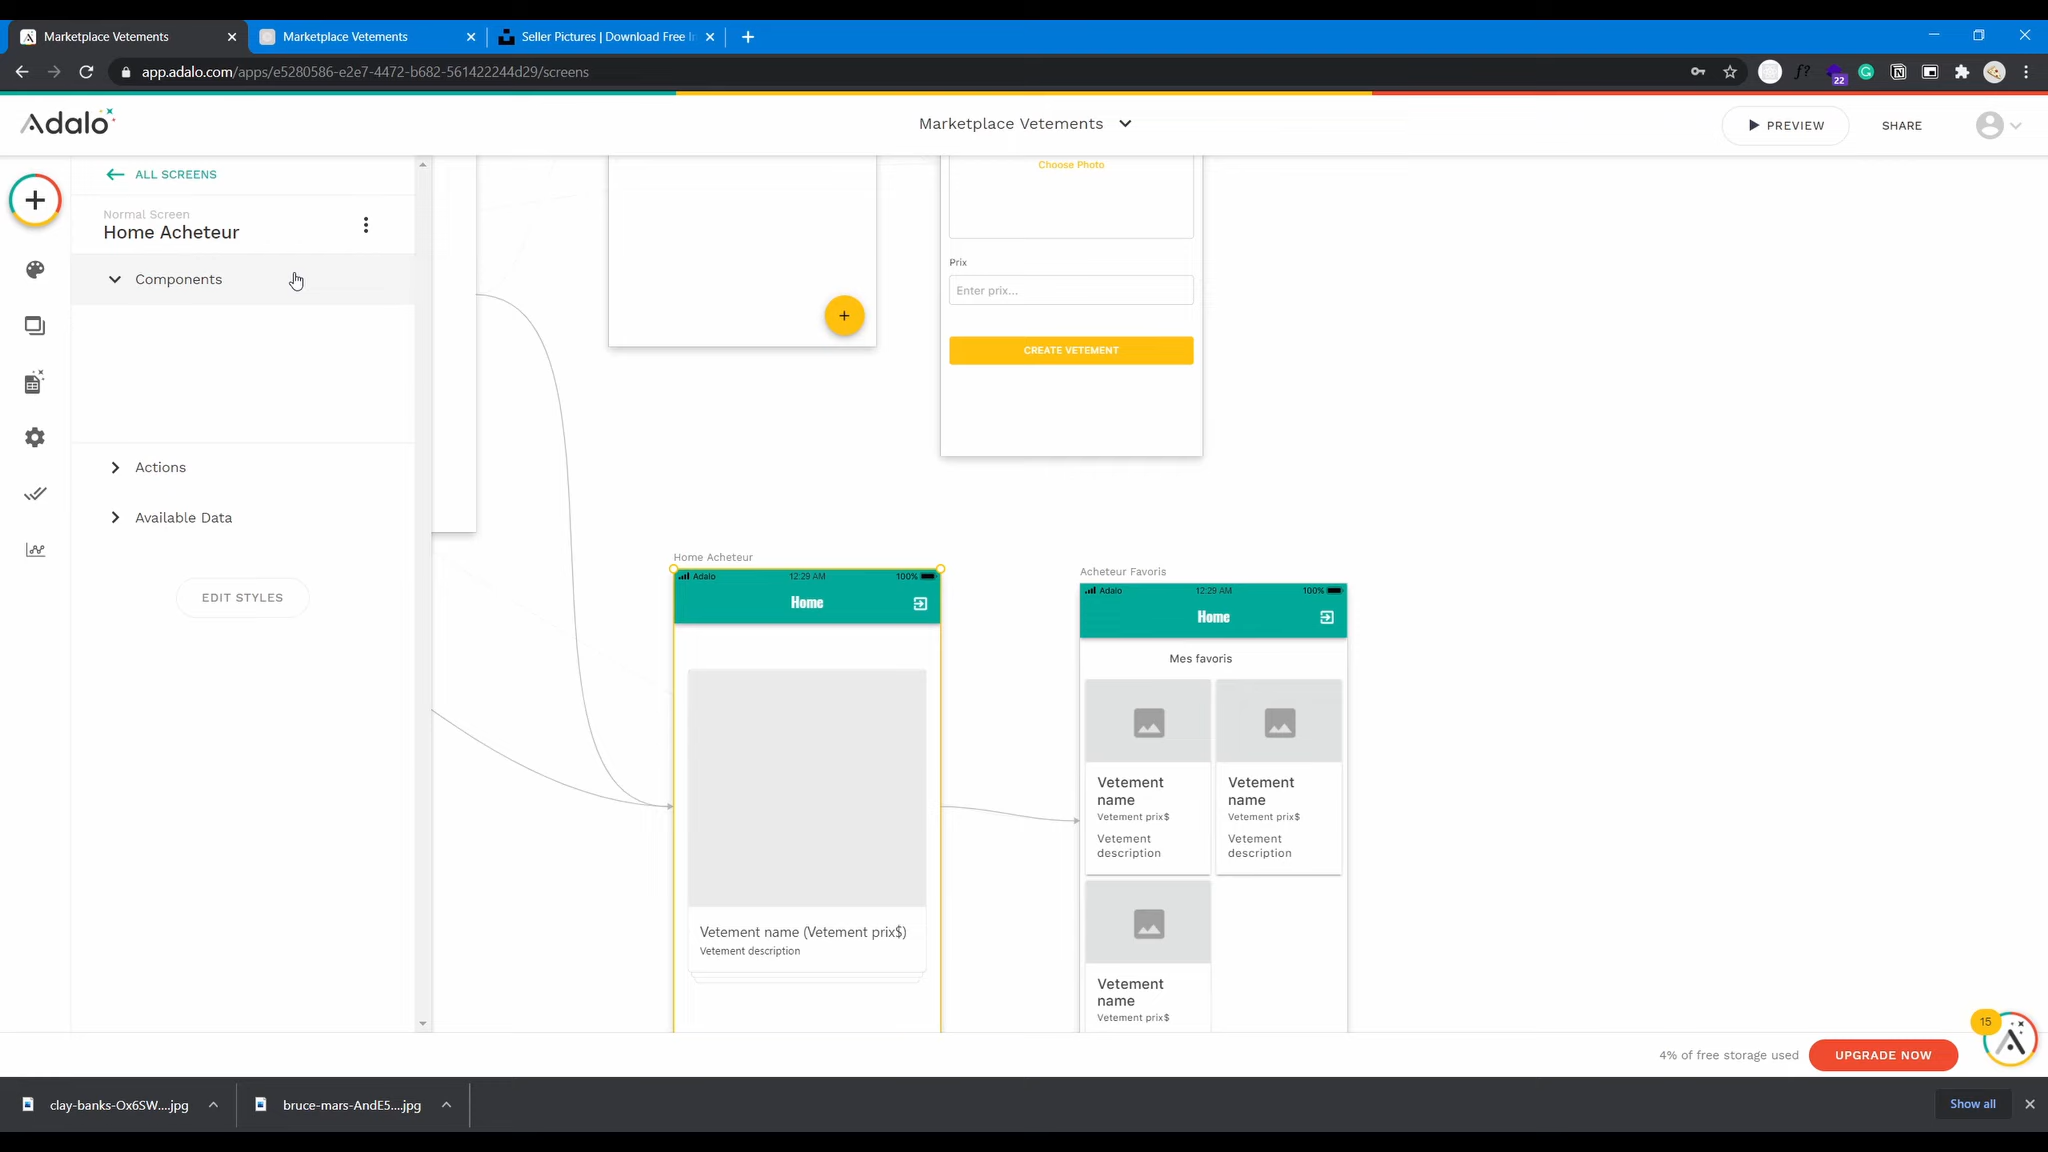 Marketplace Vetements
Marketplace Vetements
Seller Pictures | Download Free I
app.adalo.com/apps/e5280586-e2e7-4472-b682-561422244d29/screens
f?
22
Adalo
Marketplace Vetements
PREVIEW
SHARE
ALL SCREENS
Normal Screen
Home Acheteur
Components
Actions
Available Data
EDIT STYLES
Choose Photo
Prix
Enter prix...
CREATE VETEMENT
Home Acheteur
Adalo 12:29 AM 100%
Home
Vetement name (Vetement prix$)
Vetement description
Acheteur Favoris
Adalo 12:29 AM 100%
Home
Mes favoris
Vetement
name
Vetement prix$
Vetement
description
Vetement
name
Vetement prix$
Vetement
description
Vetement
name
Vetement prix$
15
4% of free storage used
UPGRADE NOW
clay-banks-Ox6SW....jpg
bruce-mars-AndE5....jpg
Show all